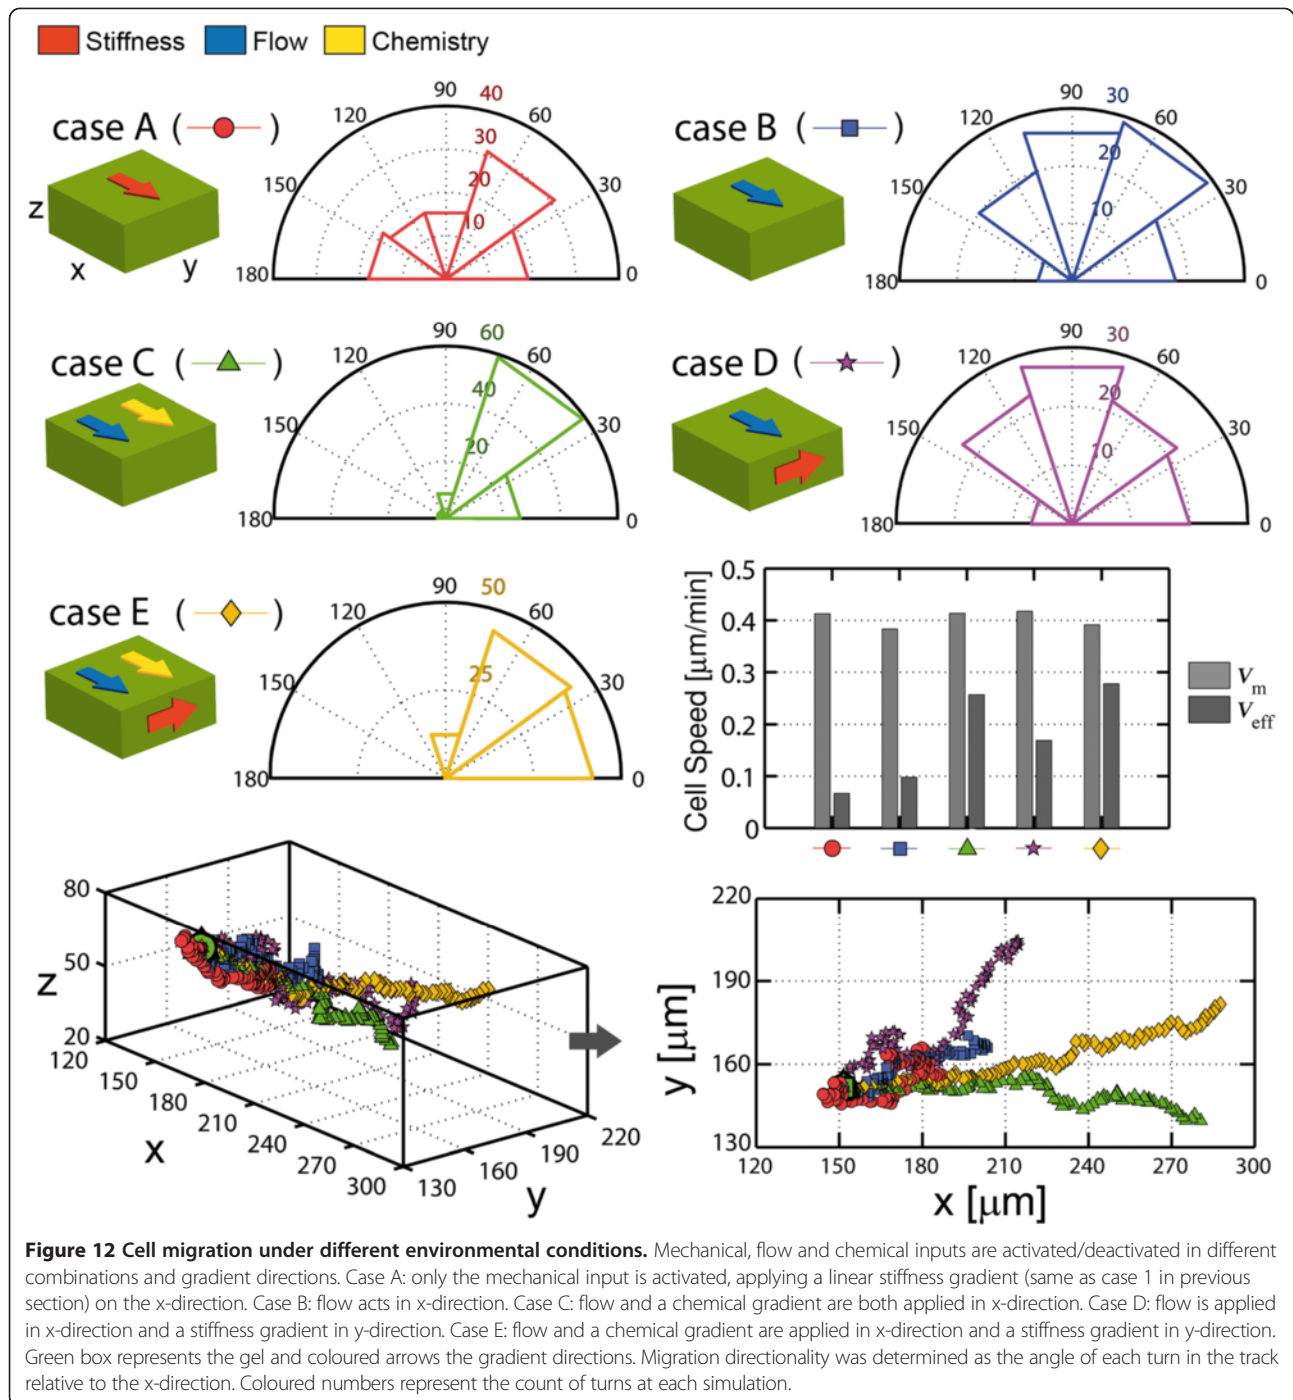 Stiffness Flow Chemistry
case A ( )
z
x y
90 40
120 60
30
150 20 30
10
180 0
case B ( )
90 30
120 60
20
150 30
10
180 0
case C ( )
90 60
120 60
40
150 30
20
180 0
case D ( )
90 30
120 60
20
150 30
10
180 0
case E ( )
90 50
120 60
25
150 30
180 0
Cell Speed [μm/min]
0.5
0.4
0.3
0.2
0.1
0
Vm
Veff
z
80
50
20
120
150
180
210
240
270
300
x
130
160
190
220
y
y [μm]
220
190
160
130
120 150 180 210 240 270 300
x [μm]
Figure 12 Cell migration under different environmental conditions. Mechanical, flow and chemical inputs are activated/deactivated in different
combinations and gradient directions. Case A: only the mechanical input is activated, applying a linear stiffness gradient (same as case 1 in previous
section) on the x-direction. Case B: flow acts in x-direction. Case C: flow and a chemical gradient are both applied in x-direction. Case D: flow is applied
in x-direction and a stiffness gradient in y-direction. Case E: flow and a chemical gradient are applied in x-direction and a stiffness gradient in y-direction.
Green box represents the gel and coloured arrows the gradient directions. Migration directionality was determined as the angle of each turn in the track
relative to the x-direction. Coloured numbers represent the count of turns at each simulation.